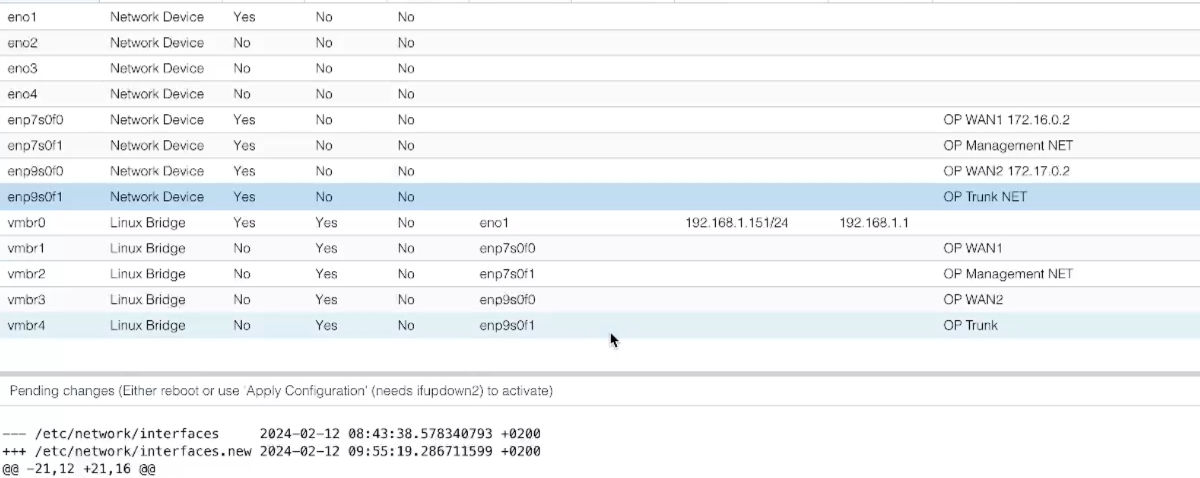 eno1 Network Device Yes No No
eno2 Network Device No No No
eno3 Network Device No No No
eno4 Network Device No No No
enp7s0f0 Network Device Yes No No OP WAN1 172.16.0.2
enp7s0f1 Network Device Yes No No OP Management NET
enp9s0f0 Network Device Yes No No OP WAN2 172.17.0.2
enp9s0f1 Network Device Yes No No OP Trunk NET
vmbr0 Linux Bridge Yes Yes No eno1 192.168.1.151/24 192.168.1.1
vmbr1 Linux Bridge No Yes No enp7s0f0 OP WAN1
vmbr2 Linux Bridge No Yes No enp7s0f1 OP Management NET
vmbr3 Linux Bridge No Yes No enp9s0f0 OP WAN2
vmbr4 Linux Bridge No Yes No enp9s0f1 OP Trunk
Pending changes (Either reboot or use 'Apply Configuration' (needs ifupdown2) to activate)
--- /etc/network/interfaces 2024-02-12 08:43:38.578340793 +0200
+++ /etc/network/interfaces.new 2024-02-12 09:55:19.286711599 +0200
@@ -21,12 +21,16 @@